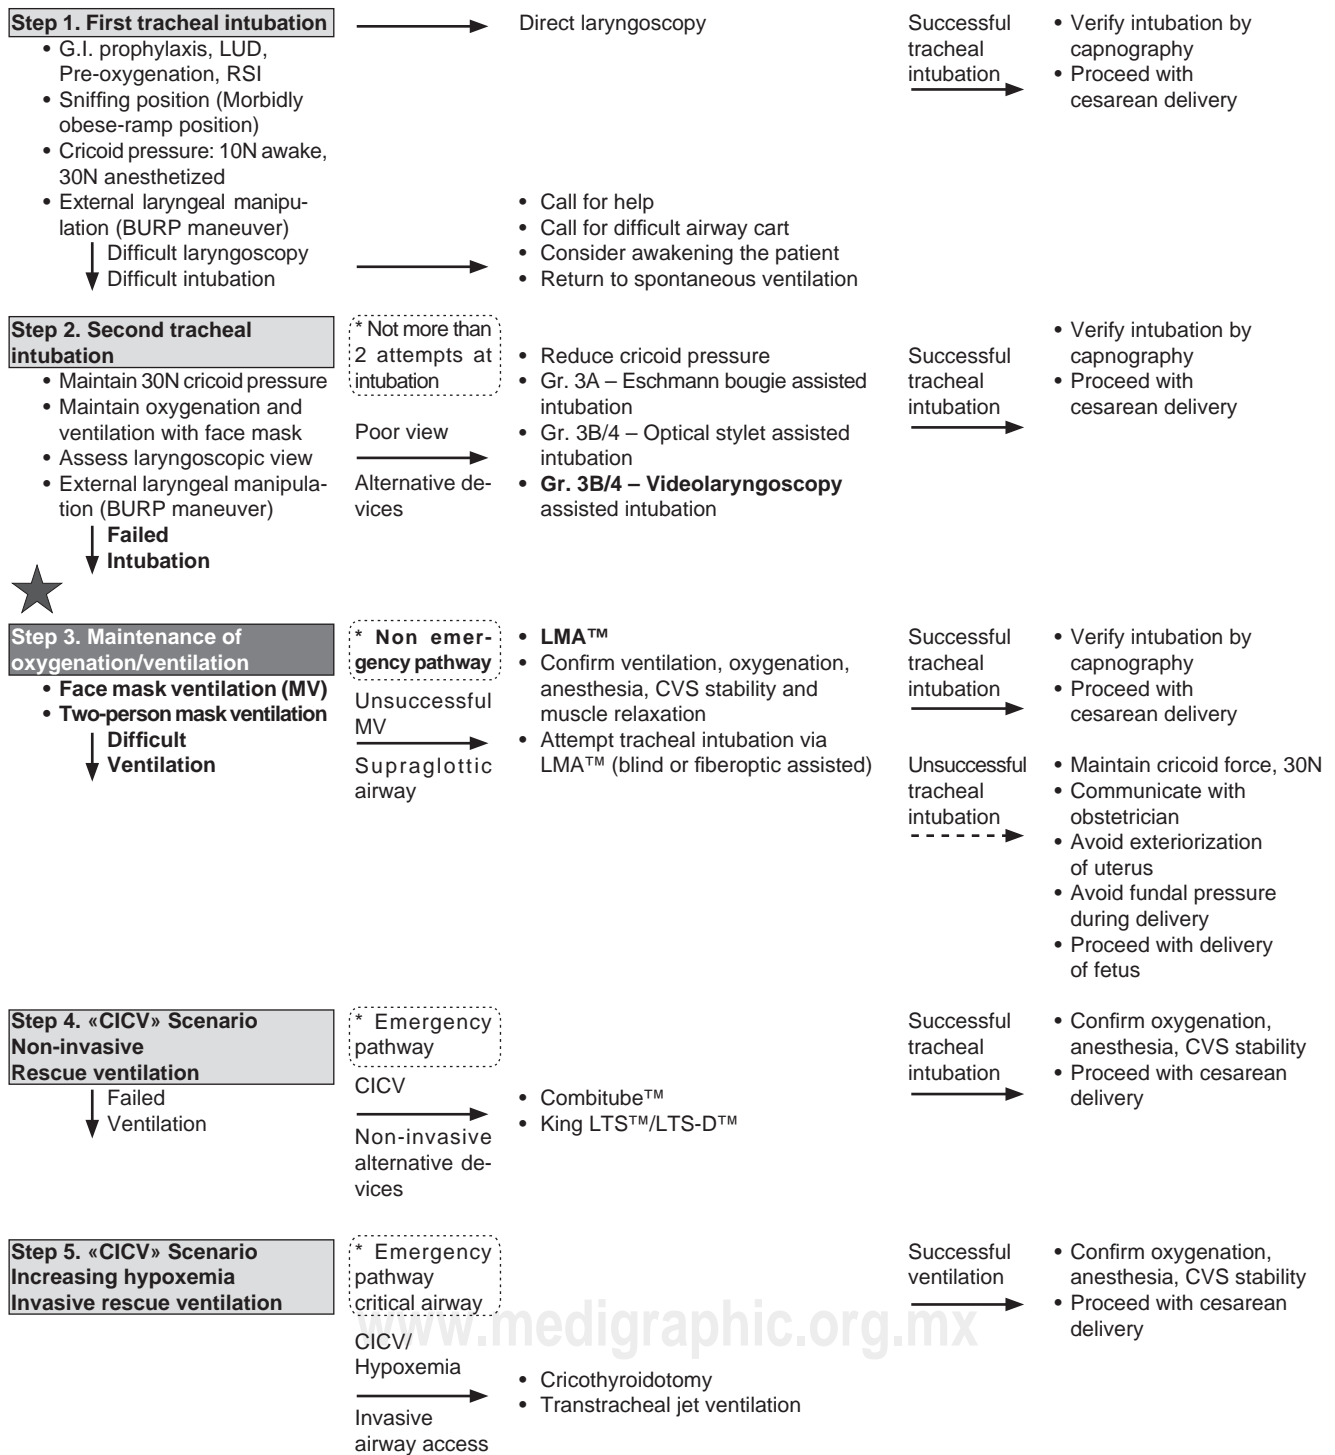 Step 1. First tracheal intubation
• G.I. prophylaxis, LUD,
Pre-oxygenation, RSI
• Sniffing position (Morbidly
obese-ramp position)
• Cricoid pressure: 10N awake,
30N anesthetized
• External laryngeal manipu-
lation (BURP maneuver)
Difficult laryngoscopy
Difficult intubation
Direct laryngoscopy
• Call for help
• Call for difficult airway cart
• Consider awakening the patient
• Return to spontaneous ventilation
Successful
tracheal
intubation
• Verify intubation by
capnography
• Proceed with
cesarean delivery
Step 2. Second tracheal
intubation
• Maintain 30N cricoid pressure
• Maintain oxygenation and
ventilation with face mask
• Assess laryngoscopic view
• External laryngeal manipula-
tion (BURP maneuver)
Failed
Intubation
* Not more than
2 attempts at
intubation
Poor view
Alternative de-
vices
• Reduce cricoid pressure
• Gr. 3A – Eschmann bougie assisted
intubation
• Gr. 3B/4 – Optical stylet assisted
intubation
• Gr. 3B/4 – Videolaryngoscopy
assisted intubation
Successful
tracheal
intubation
• Verify intubation by
capnography
• Proceed with
cesarean delivery
Step 3. Maintenance of
oxygenation/ventilation
• Face mask ventilation (MV)
• Two-person mask ventilation
Difficult
Ventilation
* Non emer-
gency pathway
Unsuccessful
MV
Supraglottic
airway
• LMA™
• Confirm ventilation, oxygenation,
anesthesia, CVS stability and
muscle relaxation
• Attempt tracheal intubation via
LMA™ (blind or fiberoptic assisted)
Successful
tracheal
intubation
• Verify intubation by
capnography
• Proceed with
cesarean delivery
Unsuccessful
tracheal
intubation
• Maintain cricoid force, 30N
• Communicate with
obstetrician
• Avoid exteriorization
of uterus
• Avoid fundal pressure
during delivery
• Proceed with delivery
of fetus
Step 4. «CICV» Scenario
Non-invasive
Rescue ventilation
Failed
Ventilation
* Emergency
pathway
CICV
Non-invasive
alternative de-
vices
• Combitube™
• King LTS™/LTS-D™
Successful
tracheal
intubation
• Confirm oxygenation,
anesthesia, CVS stability
• Proceed with cesarean
delivery
Step 5. «CICV» Scenario
Increasing hypoxemia
Invasive rescue ventilation
* Emergency
pathway
critical airway
CICV/
Hypoxemia
Invasive
airway access
• Cricothyroidotomy
• Transtracheal jet ventilation
Successful
ventilation
• Confirm oxygenation,
anesthesia, CVS stability
• Proceed with cesarean
delivery
www.medigraphic.org.mx